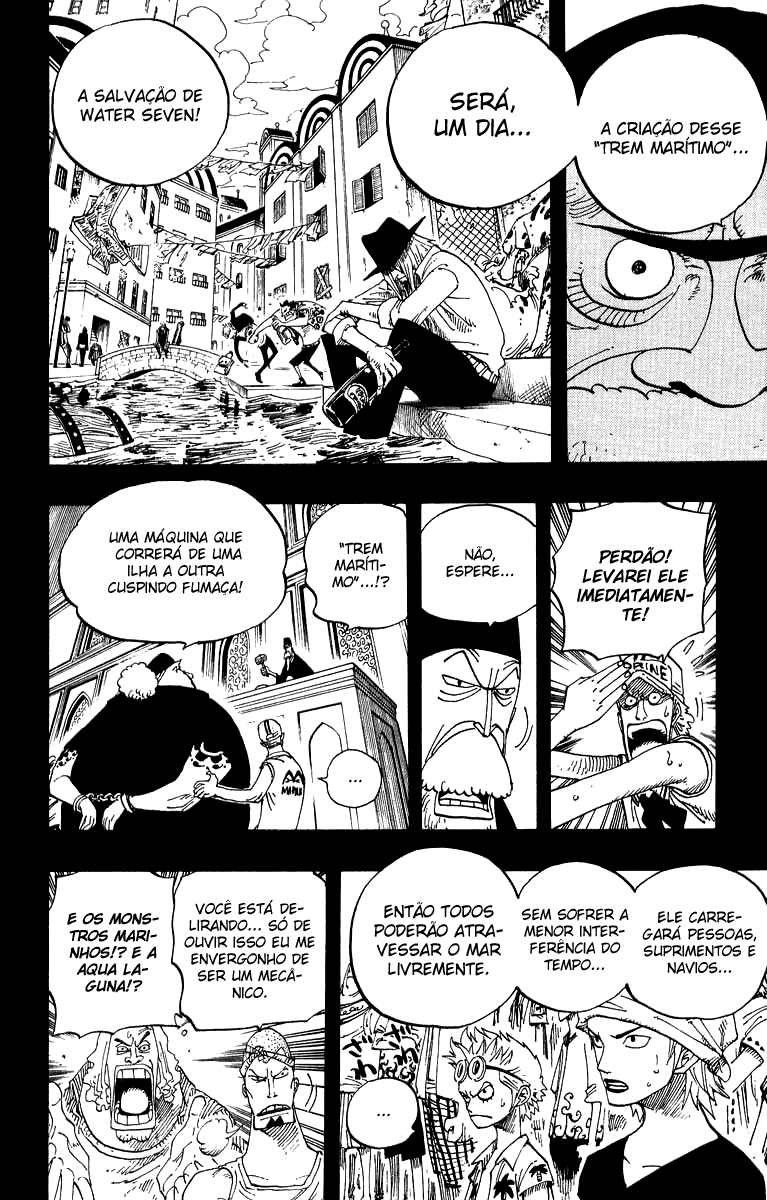 A CRIAÇÃO DESSE
"TREM MARÍTIMO"...
SERÁ,
UM DIA...
A SALVAÇÃO DE
WATER SEVEN!
PERDÃO!
LEVAREI ELE
IMEDIATAMEN-
TE!
RINE
NÃO,
ESPERE...
"TREM
MARÍTI-
MO"...!?
UMA MÁQUINA QUE
CORRERÁ DE UMA
ILHA A OUTRA
CUSPINDO FUMAÇA!
...
ELE CARRE-
GARÁ PESSOAS,
SUPRIMENTOS E
NAVIOS...
SEM SOFRER A
MENOR INTER-
FERÊNCIA DO
TEMPO...
ENTÃO TODOS
PODERÃO ATRA-
VESSAR O MAR
LIVREMENTE.
...
VOCÊ ESTÁ DE-
LIRANDO... SÓ DE
OUVIR ISSO EU ME
ENVERGONHO DE
SER UM MECÂ-
NICO.
E OS MONS-
TROS MARI-
NHOS!? E A
AQUA LA-
GUNA!?